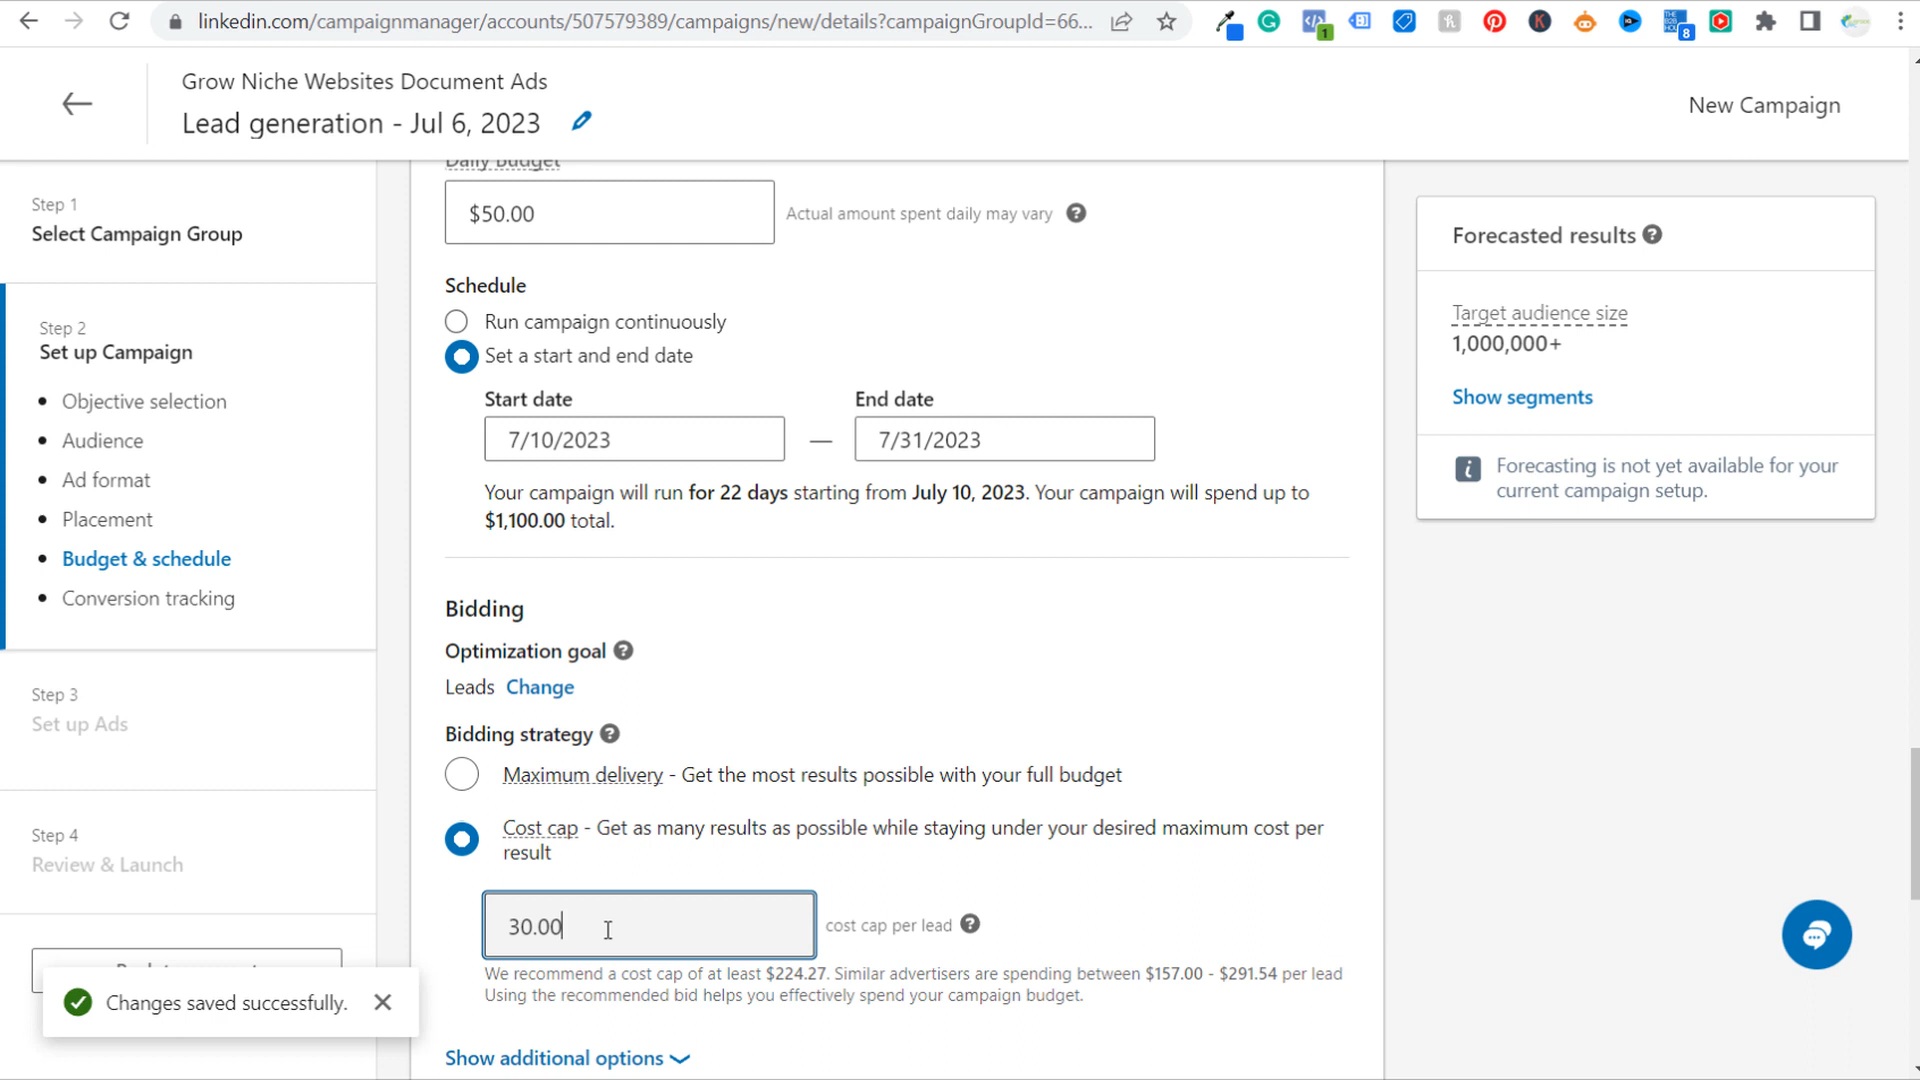 linkedin.com/campaignmanager/accounts/507579389/campaigns/new/details?campaignGroupId=66...
1
8
Grow Niche Websites Document Ads
Lead generation - Jul 6, 2023
New Campaign
Step 1
Select Campaign Group
Step 2
Set up Campaign
Objective selection
Audience
Ad format
Placement
Budget & schedule
Conversion tracking
Step 3
Set up Ads
Step 4
Review & Launch
Changes saved successfully.
Daily Budget
$50.00
Actual amount spent daily may vary
Schedule
Run campaign continuously
Set a start and end date
Start date
End date
7/10/2023
—
7/31/2023
Your campaign will run for 22 days starting from July 10, 2023. Your campaign will spend up to
$1,100.00 total.
Bidding
Optimization goal
Leads Change
Bidding strategy
Maximum delivery - Get the most results possible with your full budget
Cost cap - Get as many results as possible while staying under your desired maximum cost per
result
30.00
cost cap per lead
We recommend a cost cap of at least $224.27. Similar advertisers are spending between $157.00 - $291.54 per lead
Using the recommended bid helps you effectively spend your campaign budget.
Show additional options
Forecasted results
Target audience size
1,000,000+
Show segments
Forecasting is not yet available for your
current campaign setup.